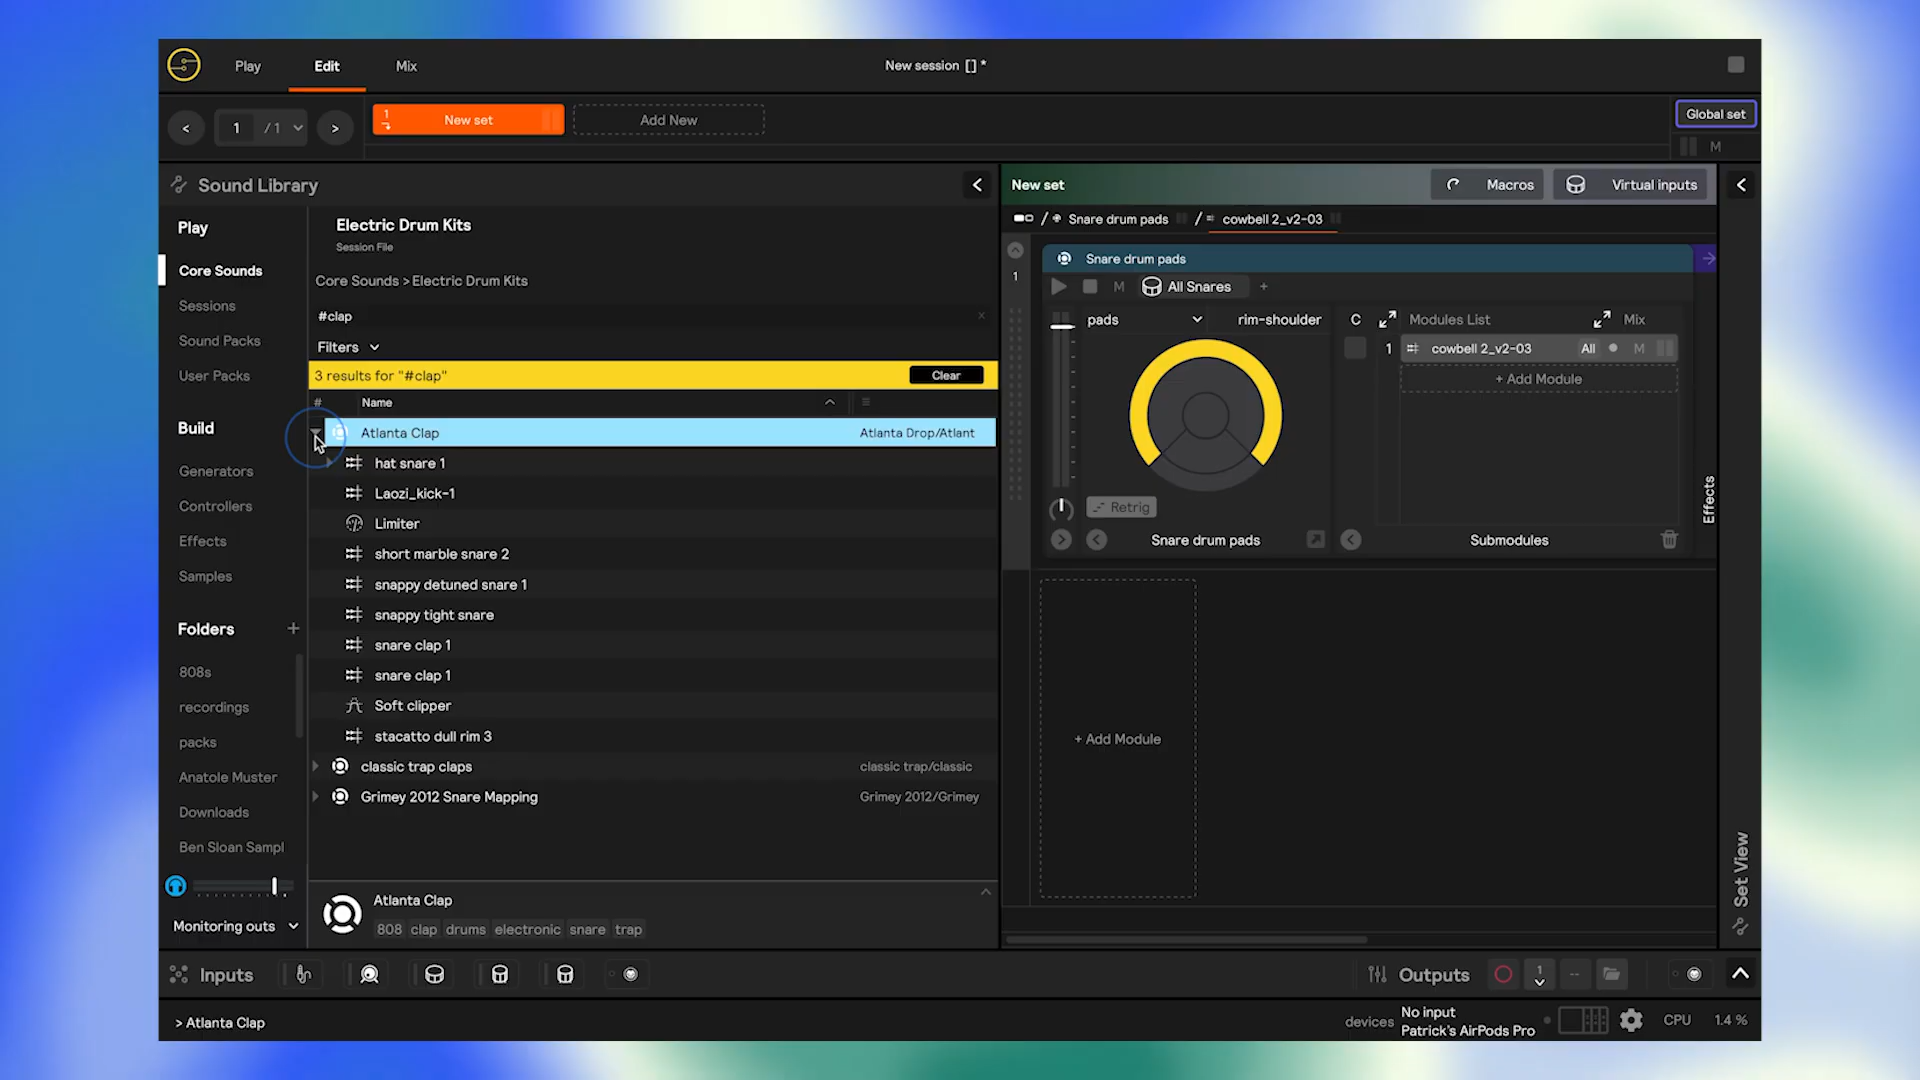 Play
Edit
Mix
New session [] *
<
1
/ 1
>
1
New set
Add New
Global set
M
Sound Library
Play
Core Sounds
Sessions
Sound Packs
User Packs
Build
Generators
Controllers
Effects
Samples
Folders
+
808s
recordings
packs
Anatole Muster
Downloads
Ben Sloan Sampl
Monitoring outs
Electric Drum Kits
Session File
Core Sounds > Electric Drum Kits
#clap
Filters
3 results for "#clap"
Clear
#
Name
Atlanta Clap
Atlanta Drop/Atlant
hat snare 1
Laozi_kick-1
Limiter
short marble snare 2
snappy detuned snare 1
snappy tight snare
snare clap 1
snare clap 1
Soft clipper
stacatto dull rim 3
classic trap claps
classic trap/classic
Grimey 2012 Snare Mapping
Grimey 2012/Grimey
Atlanta Clap
808 clap drums electronic snare trap
New set
Macros
Virtual inputs
/ Snare drum pads
/ cowbell 2_v2-03
1
Snare drum pads
M
All Snares
+
pads
rim-shoulder
C
Modules List
Mix
1
cowbell 2_v2-03
All
M
+ Add Module
Retrig
Snare drum pads
Submodules
Effects
+ Add Module
Set View
Inputs
Outputs
1
--
> Atlanta Clap
devices
No input
Patrick's AirPods Pro
CPU
1.4 %